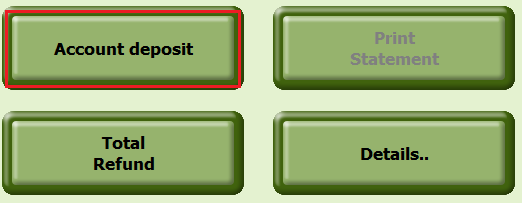 Account deposit
Print
Statement
Total
Refund
Details..